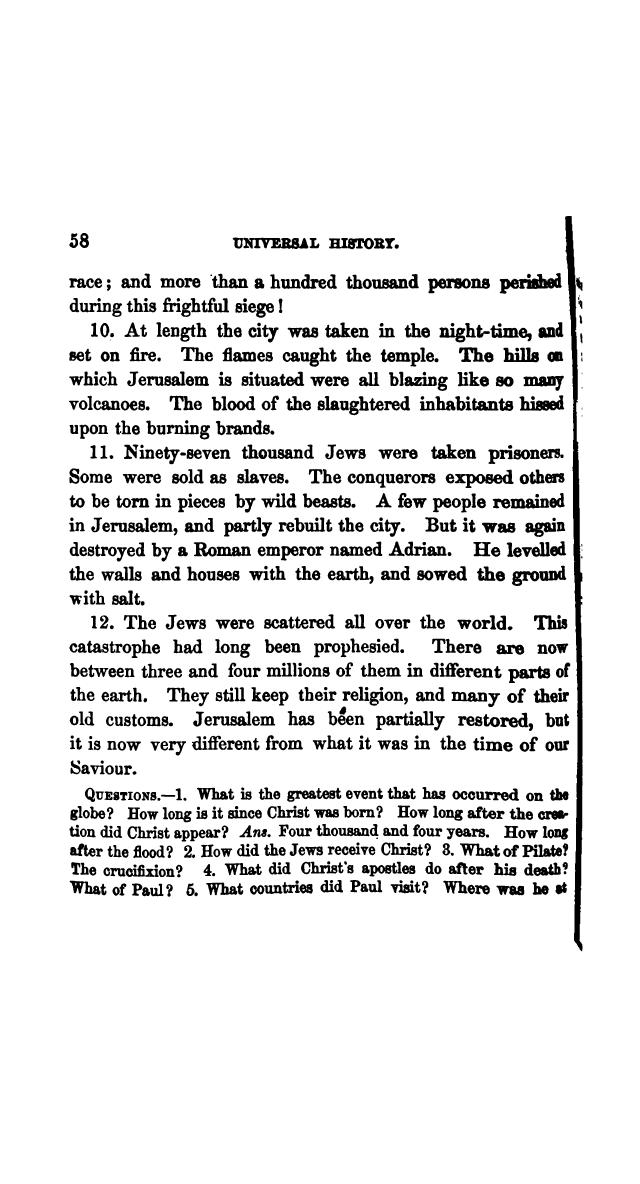 58 UNIVERSAL HISTORY.
race; and more than a hundred thousand persons perished
during this frightful siege!
10. At length the city was taken in the night-time, and
set on fire. The flames caught the temple. The hills on
which Jerusalem is situated were all blazing like so many
volcanoes. The blood of the slaughtered inhabitants hissed
upon the burning brands.
11. Ninety-seven thousand Jews were taken prisoners.
Some were sold as slaves. The conquerors exposed others
to be torn in pieces by wild beasts. A few people remained
in Jerusalem, and partly rebuilt the city. But it was again
destroyed by a Roman emperor named Adrian. He levelled
the walls and houses with the earth, and sowed the ground
with salt.
12. The Jews were scattered all over the world. This
catastrophe had long been prophesied. There are now
between three and four millions of them in different parts of
the earth. They still keep their religion, and many of their
old customs. Jerusalem has been partially restored, but
it is now very different from what it was in the time of our
Saviour.
QUESTIONS.—1. What is the greatest event that has occurred on the
globe? How long is it since Christ was born? How long after the crea-
tion did Christ appear? Ans. Four thousand and four years. How long
after the flood? 2. How did the Jews receive Christ? 3. What of Pilate?
The crucifixion? 4. What did Christ's apostles do after his death?
What of Paul? 5. What countries did Paul visit? Where was he at